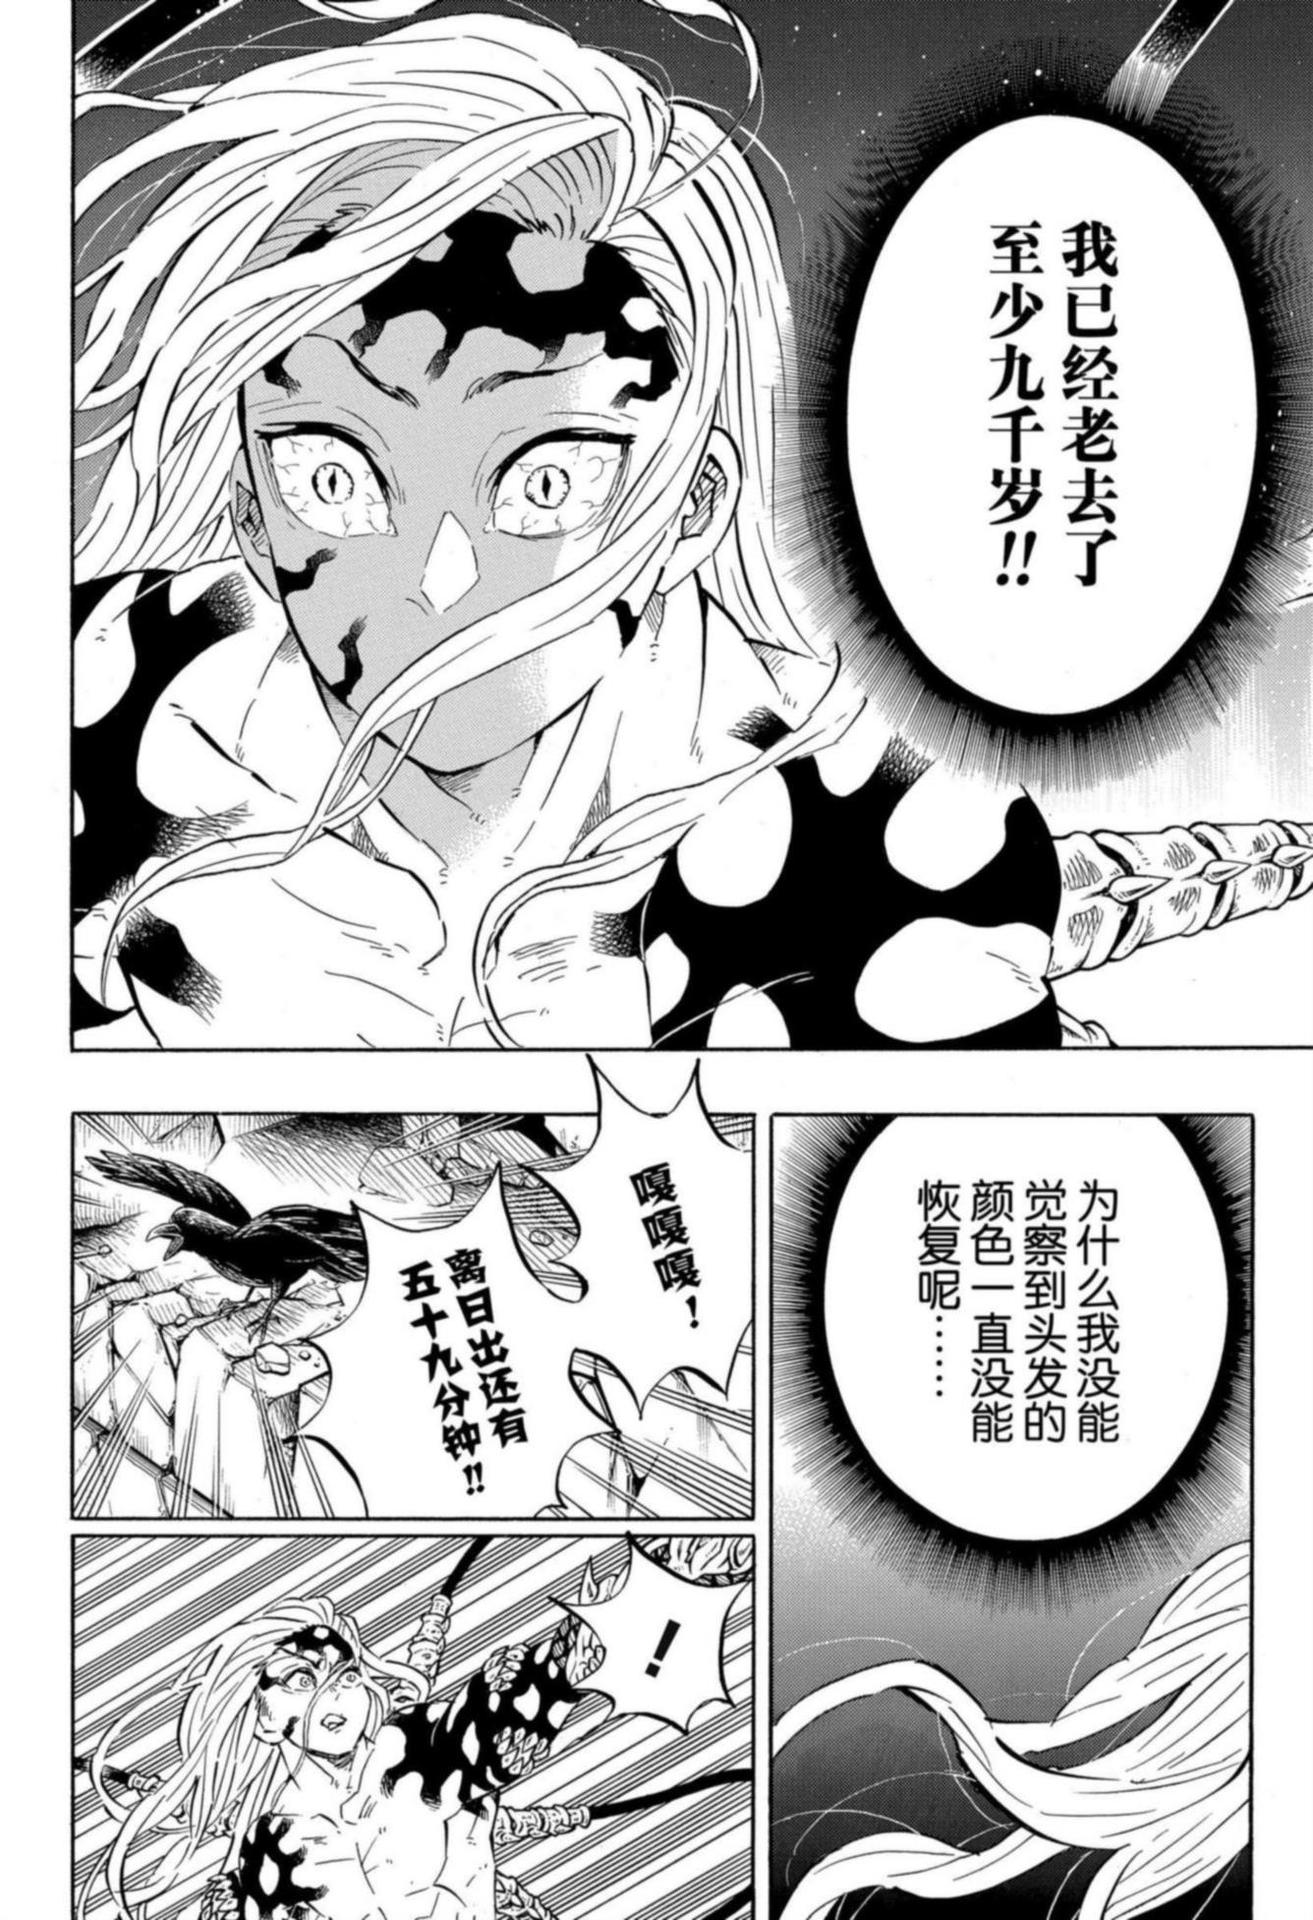 我已经老去了
至少九千岁!!
为什么我没能
觉察到头发的
颜色一直没能
恢复呢……
嘎嘎嘎！
离日出还有
五十九分钟!!
！